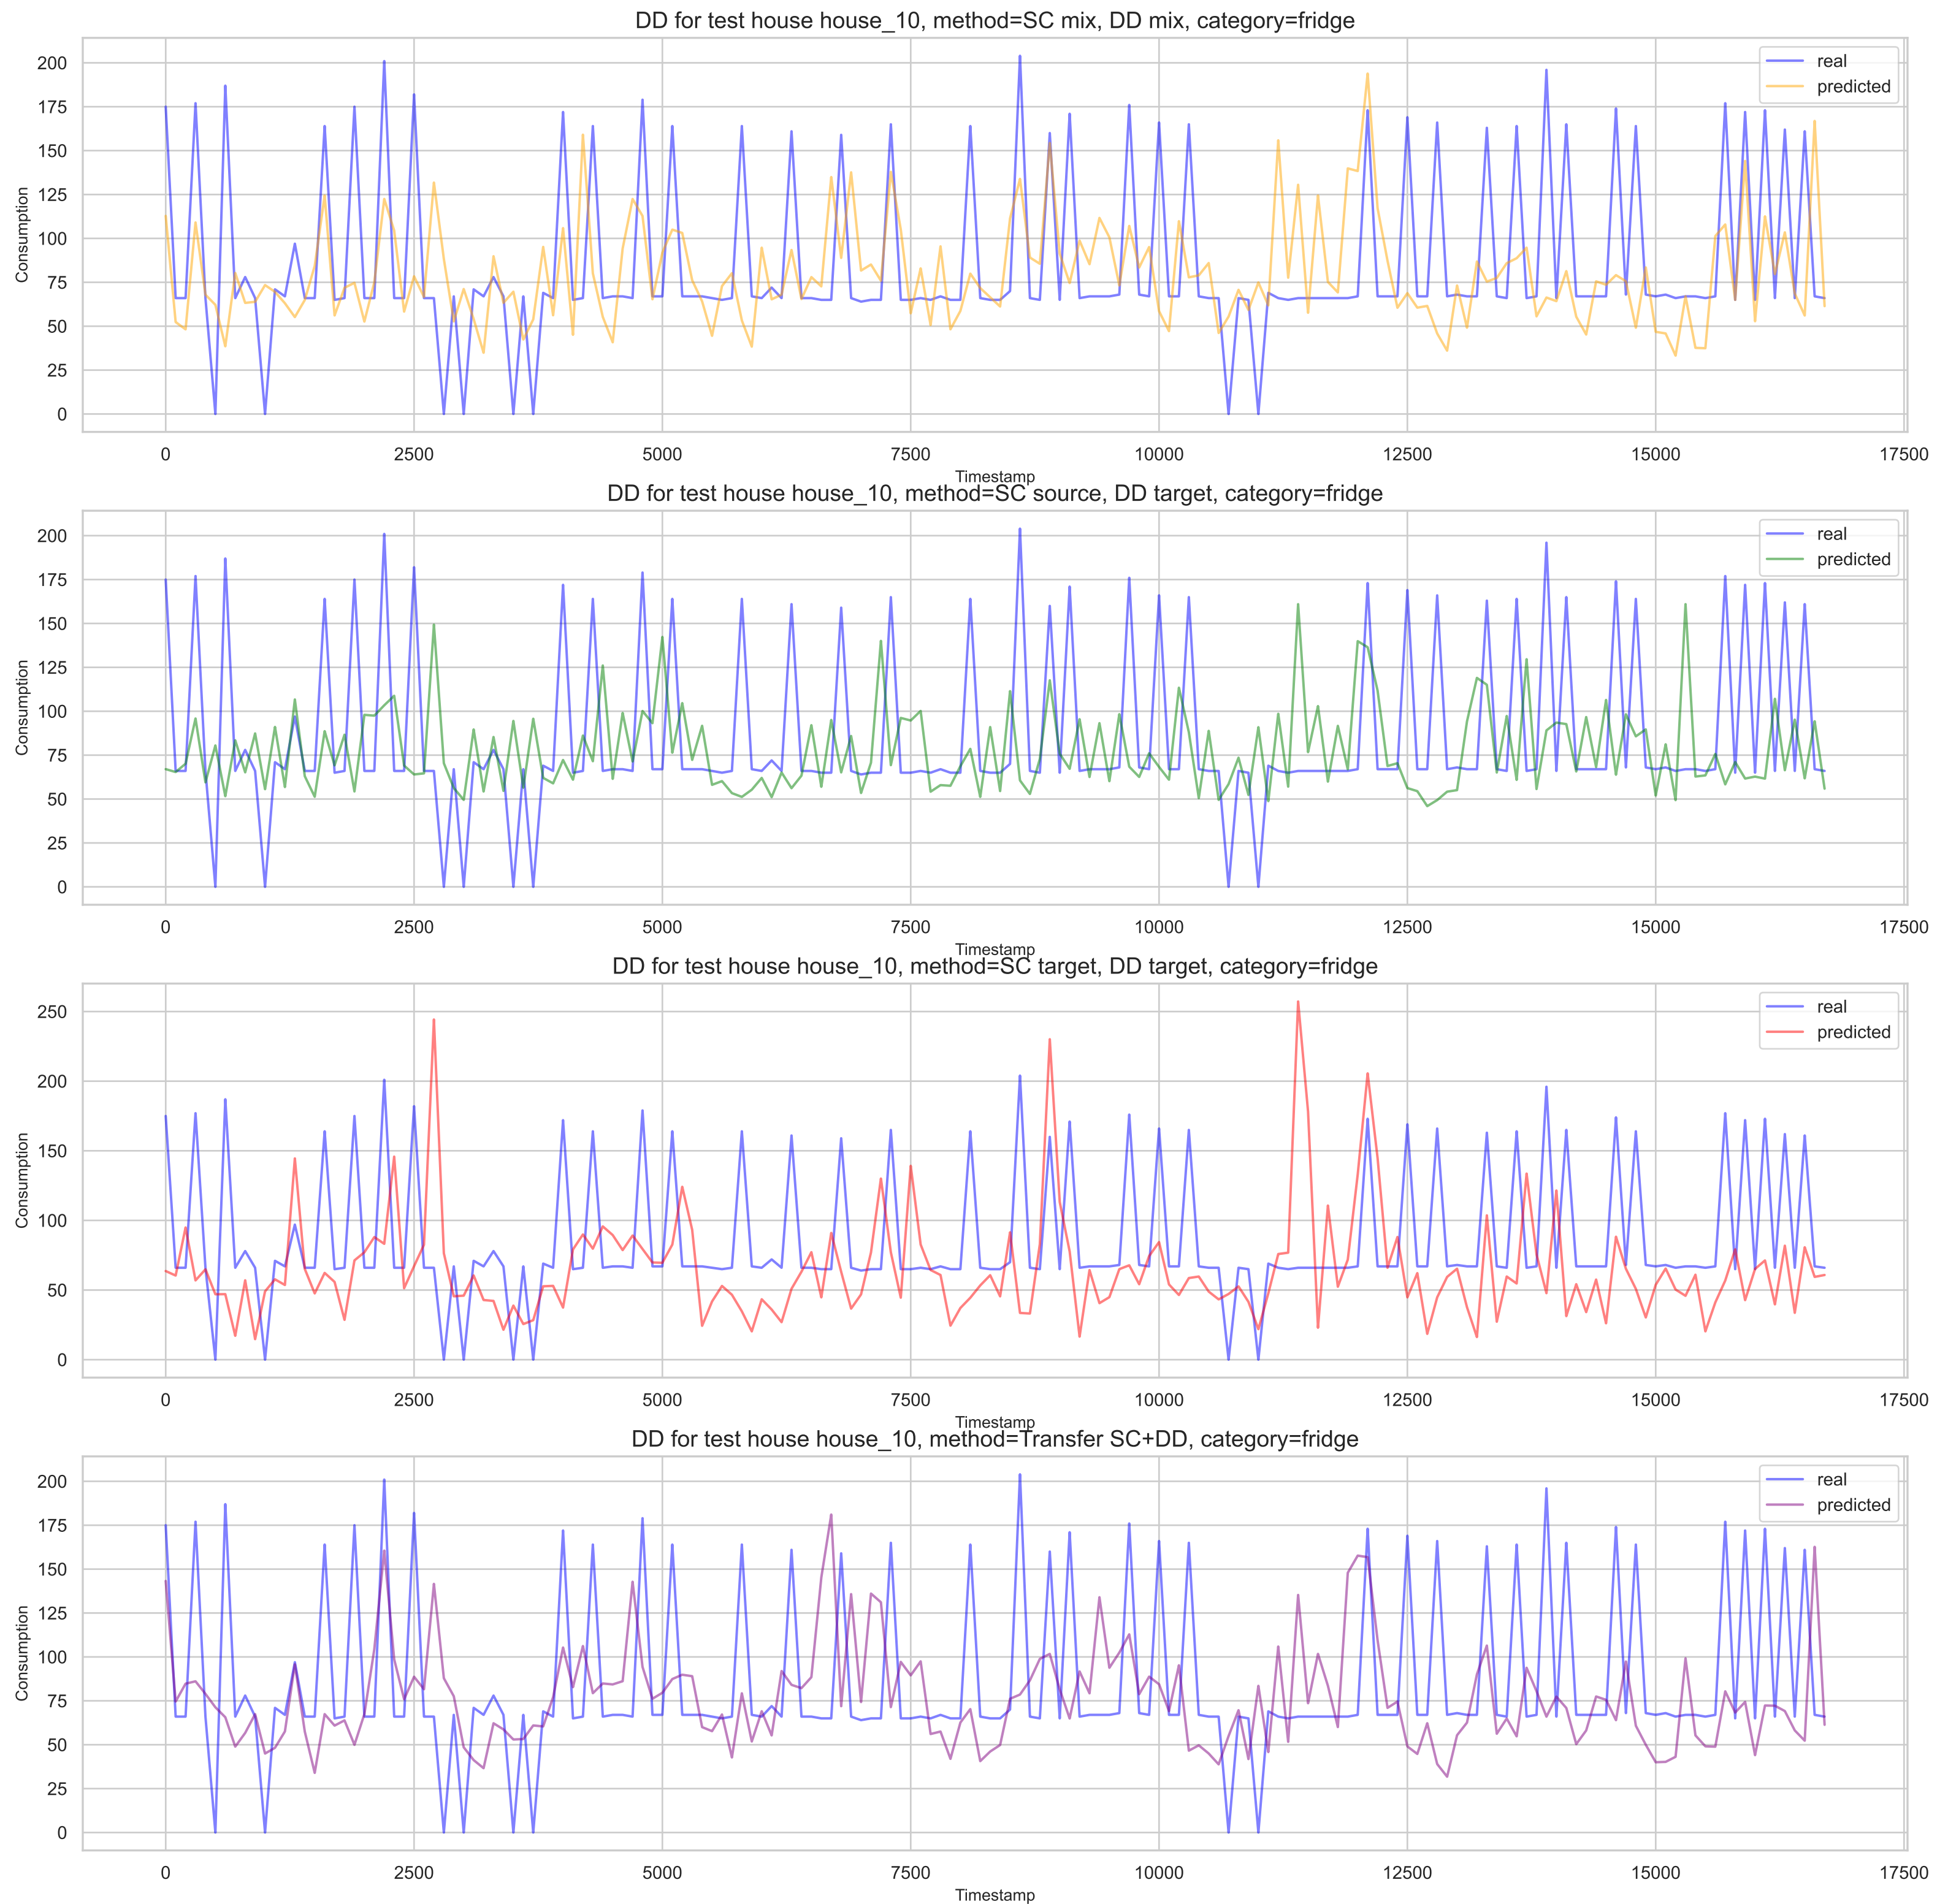 DD for test house house_10, method=SC mix, DD mix, category=fridge
200
175
150
125
100
75
50
25
0
Consumption
real
predicted
0 2500 5000 7500 10000 12500 15000 17500
Timestamp
DD for test house house_10, method=SC source, DD target, category=fridge
200
175
150
125
100
75
50
25
0
Consumption
real
predicted
0 2500 5000 7500 10000 12500 15000 17500
Timestamp
DD for test house house_10, method=SC target, DD target, category=fridge
250
200
150
100
50
0
Consumption
real
predicted
0 2500 5000 7500 10000 12500 15000 17500
Timestamp
DD for test house house_10, method=Transfer SC+DD, category=fridge
200
175
150
125
100
75
50
25
0
Consumption
real
predicted
0 2500 5000 7500 10000 12500 15000 17500
Timestamp